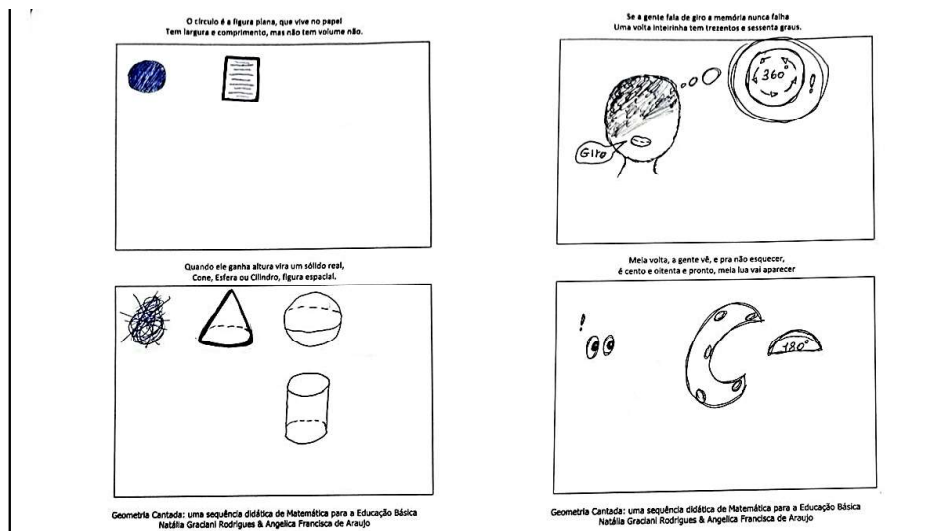 O círculo é a figura plana, que vive no papel
Tem largura e comprimento, mas não tem volume não.
Quando ele ganha altura vira um sólido real,
Cone, Esfera ou Cilindro, figura espacial.
Geometria Cantada: uma sequência didática de Matemática para a Educação Básica
Natália Graciani Rodrigues & Angelica Francisca de Araujo
Se a gente fala de giro a memória nunca falha
Uma volta inteirinha tem trezentos e sessenta graus.
360°
!
Giro
Meia volta, a gente vê, e pra não esquecer,
é cento e oitenta e pronto, meia lua vai aparecer
!
180°
Geometria Cantada: uma sequência didática de Matemática para a Educação Básica
Natália Graciani Rodrigues & Angelica Francisca de Araujo